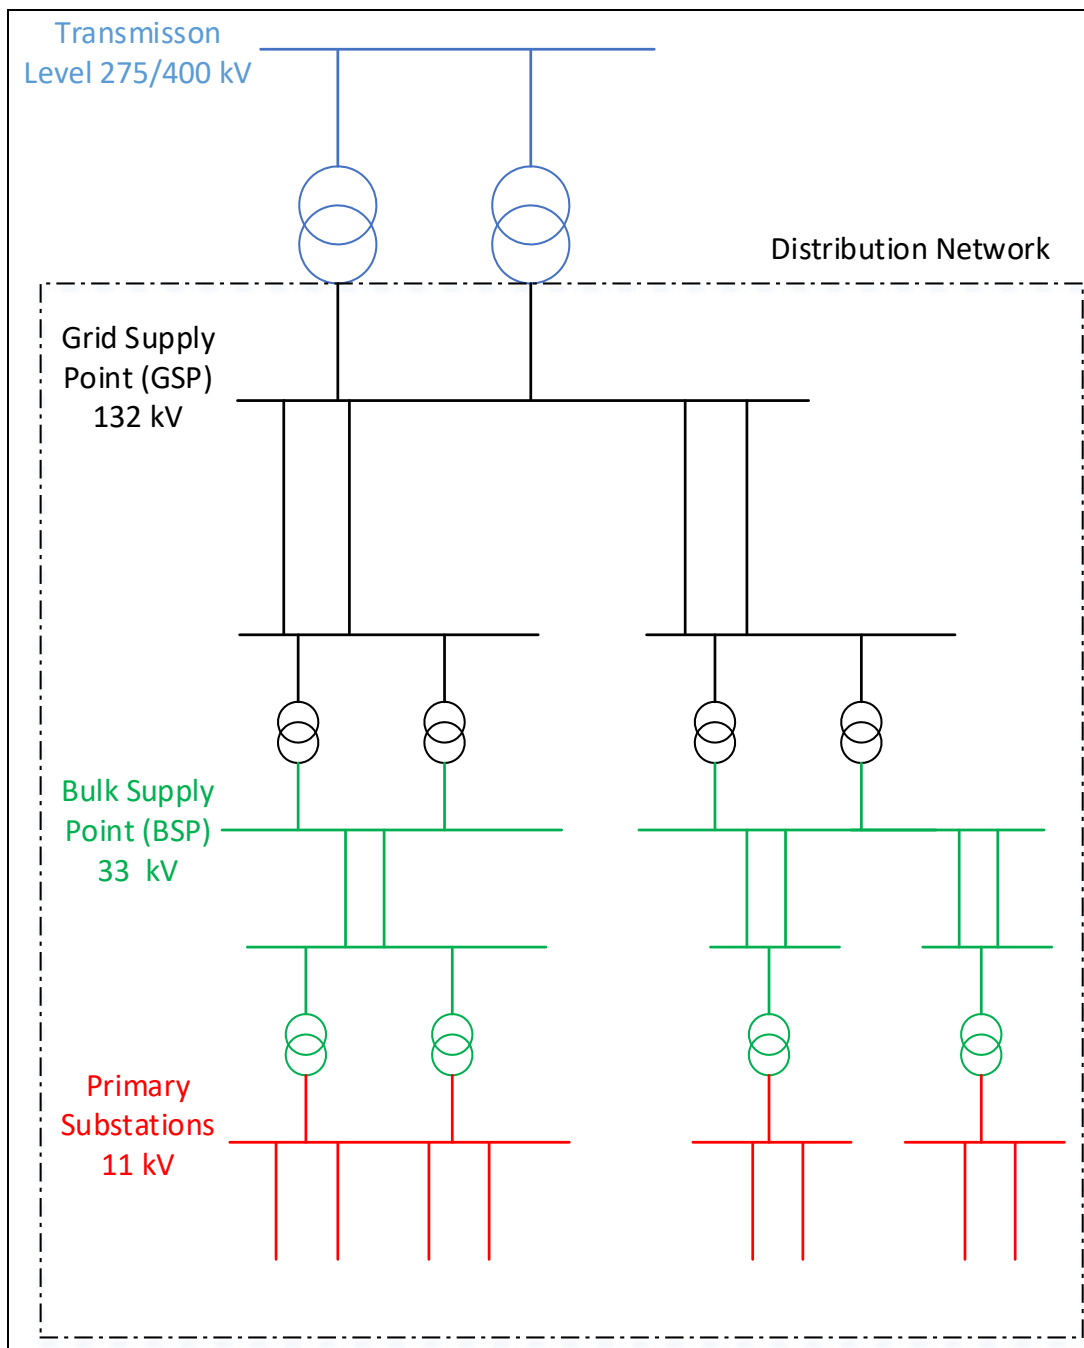 Transmisson
Level 275/400 kV
Distribution Network
Grid Supply
Point (GSP)
132 kV
Bulk Supply
Point (BSP)
33  kV
Primary
Substations
11 kV